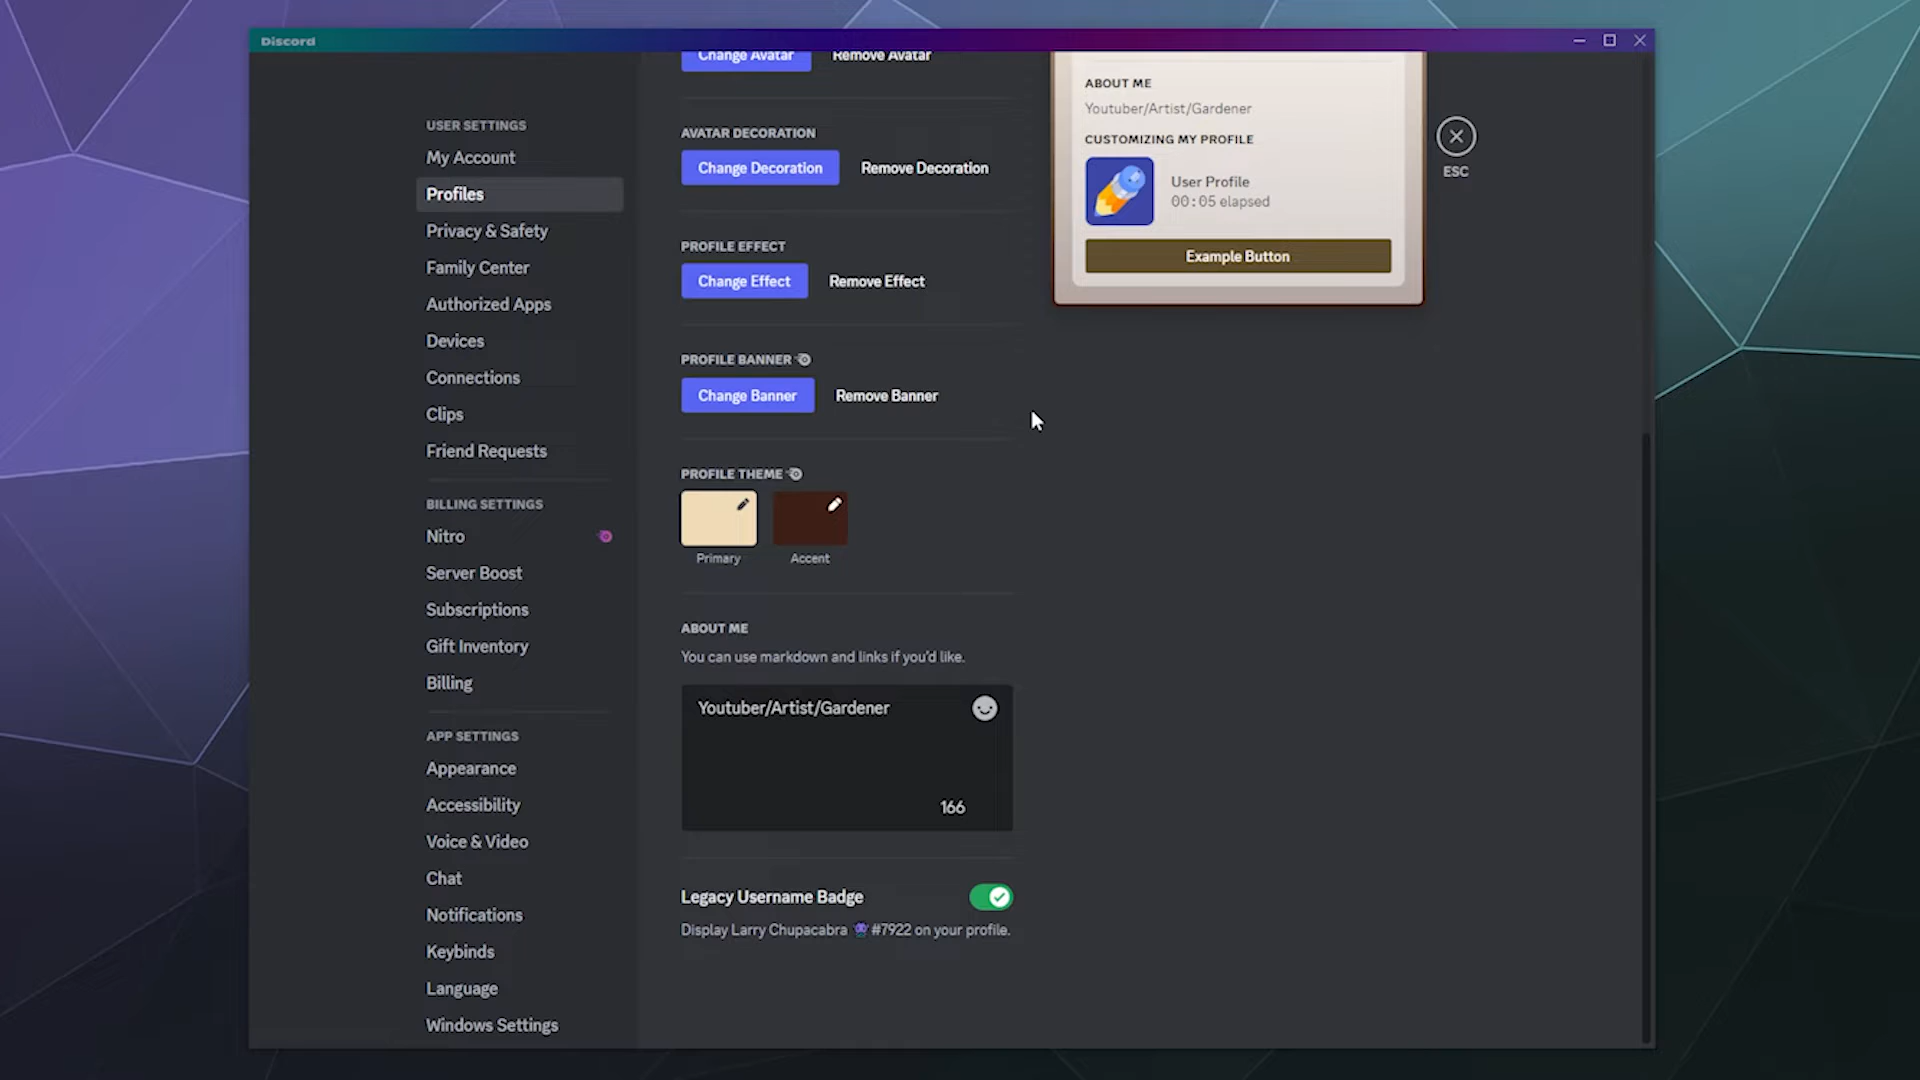 Discord
USER SETTINGS
My Account
Profiles
Privacy & Safety
Family Center
Authorized Apps
Devices
Connections
Clips
Friend Requests
BILLING SETTINGS
Nitro
Server Boost
Subscriptions
Gift Inventory
Billing
APP SETTINGS
Appearance
Accessibility
Voice & Video
Chat
Notifications
Keybinds
Language
Windows Settings
Change Avatar Remove Avatar
AVATAR DECORATION
Change Decoration Remove Decoration
PROFILE EFFECT
Change Effect Remove Effect
PROFILE BANNER
Change Banner Remove Banner
PROFILE THEME
Primary Accent
ABOUT ME
You can use markdown and links if you'd like.
Youtuber/Artist/Gardener
166
Legacy Username Badge
Display Larry Chupacabra #7922 on your profile.
ABOUT ME
Youtuber/Artist/Gardener
CUSTOMIZING MY PROFILE
User Profile
00:05 elapsed
Example Button
ESC